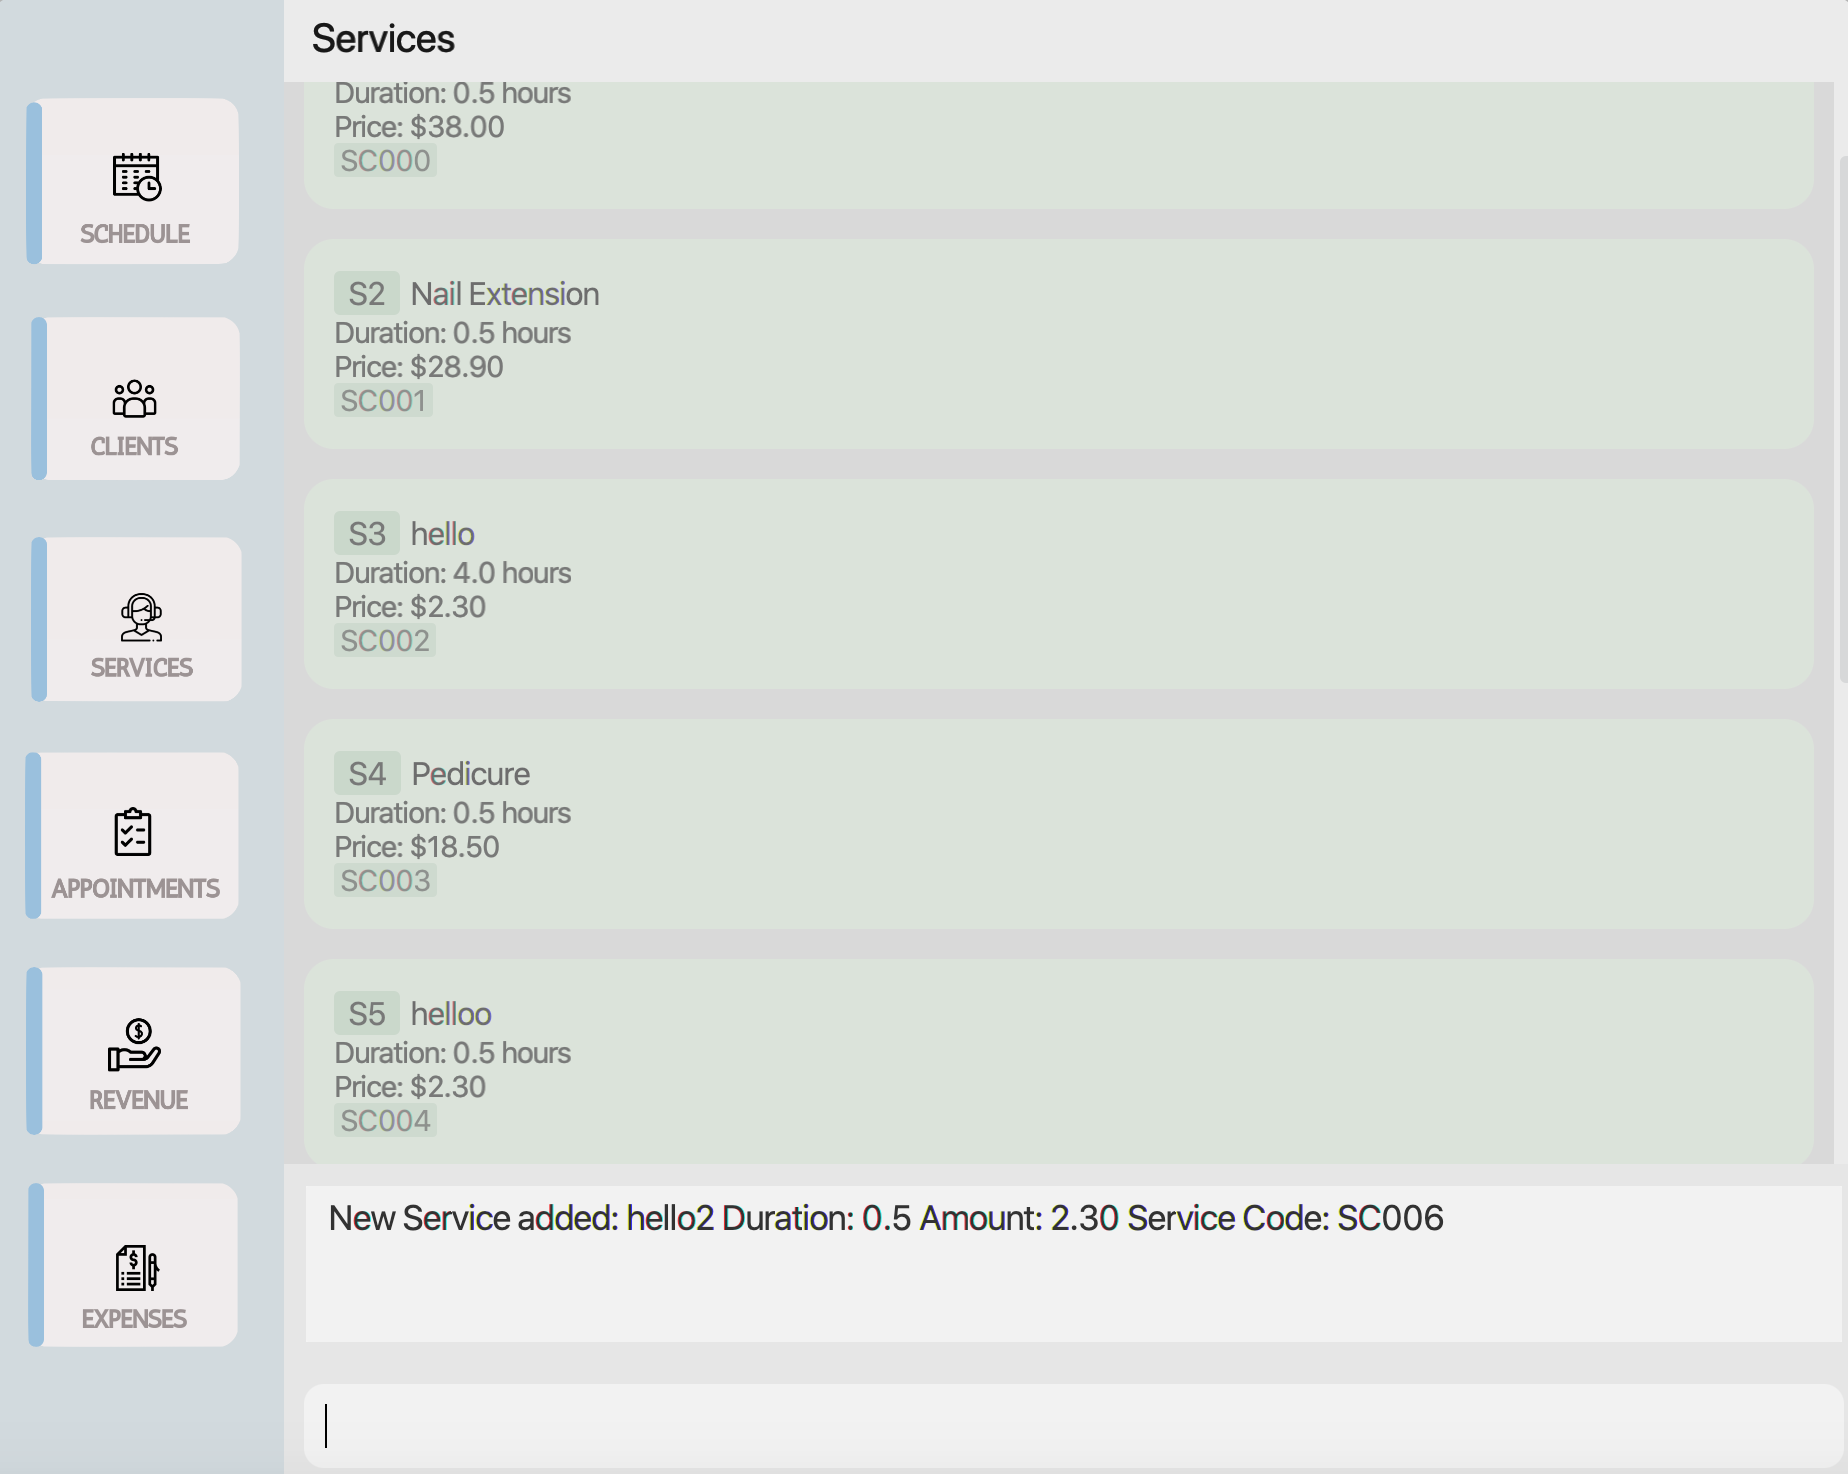 Services
SCHEDULE
CLIENTS
SERVICES
APPOINTMENTS
REVENUE
EXPENSES
Duration: 0.5 hours
Price: $38.00
SC000
S2 Nail Extension
Duration: 0.5 hours
Price: $28.90
SC001
S3 hello
Duration: 4.0 hours
Price: $2.30
SC002
S4 Pedicure
Duration: 0.5 hours
Price: $18.50
SC003
S5 helloo
Duration: 0.5 hours
Price: $2.30
SC004
New Service added: hello2 Duration: 0.5 Amount: 2.30 Service Code: SC006